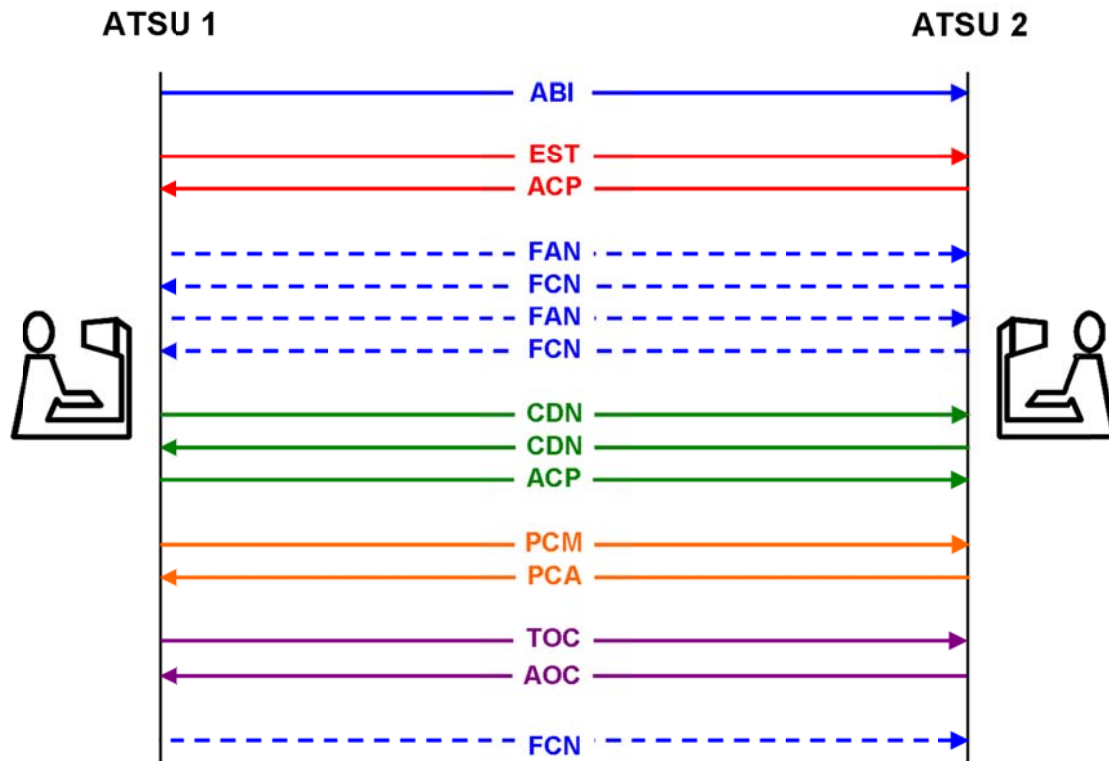 ATSU 1
ATSU 2
ABI
EST
ACP
FAN
FCN
FAN
FCN
CDN
CDN
ACP
PCM
PCA
TOC
AOC
FCN